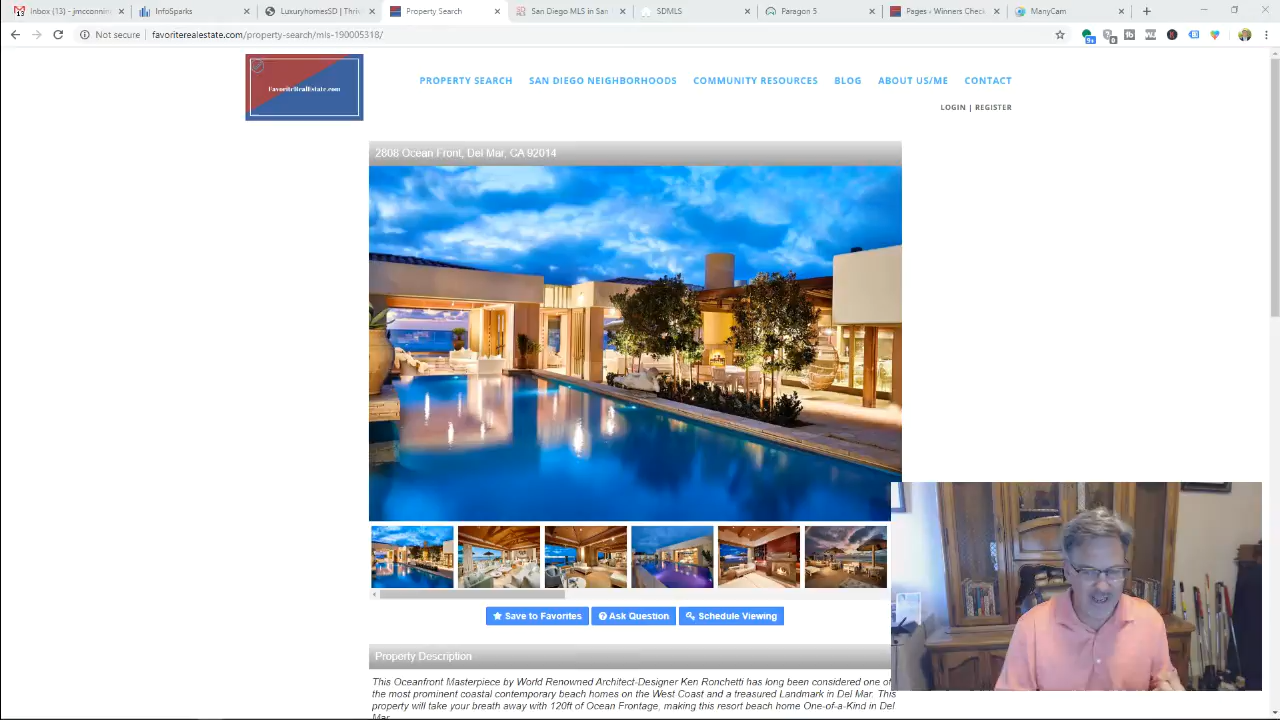 Inbox (13) - jmconning
InfoSparks
LuxuryhomesSD | Jmcc
Property Search
San Diego MLS in San
SDMLS
Paragon 5
Pages ‹ Winners Check
ManyCam
Not secure | favoriterealestate.com/property-search/mls-190005318/
FavoriteRealEstate.com
PROPERTY SEARCH SAN DIEGO NEIGHBORHOODS COMMUNITY RESOURCES BLOG ABOUT US/ME CONTACT
LOGIN | REGISTER
2808 Ocean Front, Del Mar, CA 92014
Save to Favorites
Ask Question
Schedule Viewing
Property Description
This Oceanfront Masterpiece by World Renowned Architect-Designer Ken Ronchetti has long been considered one of
the most prominent coastal contemporary beach homes on the West Coast and a treasured Landmark in Del Mar. This
property will take your breath away with 120ft of Ocean Frontage, making this resort beach home One-of-a-Kind in Del
Mar.